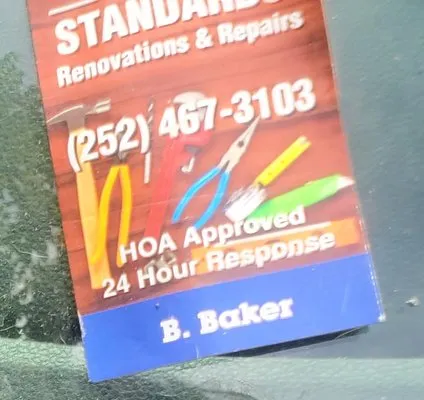 STANDARDS
Renovations & Repairs
(252) 467-3103
HOA Approved
24 Hour Response
B. Baker